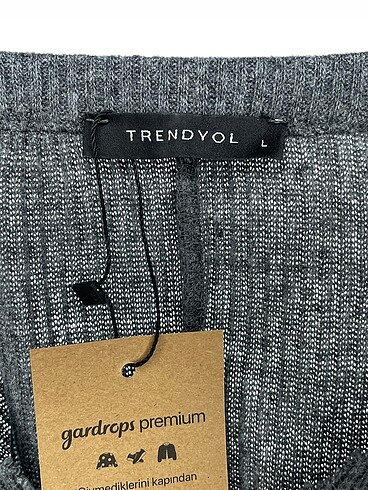 TRENDYOL
L
gardrops premium
Giymediklerini kapından